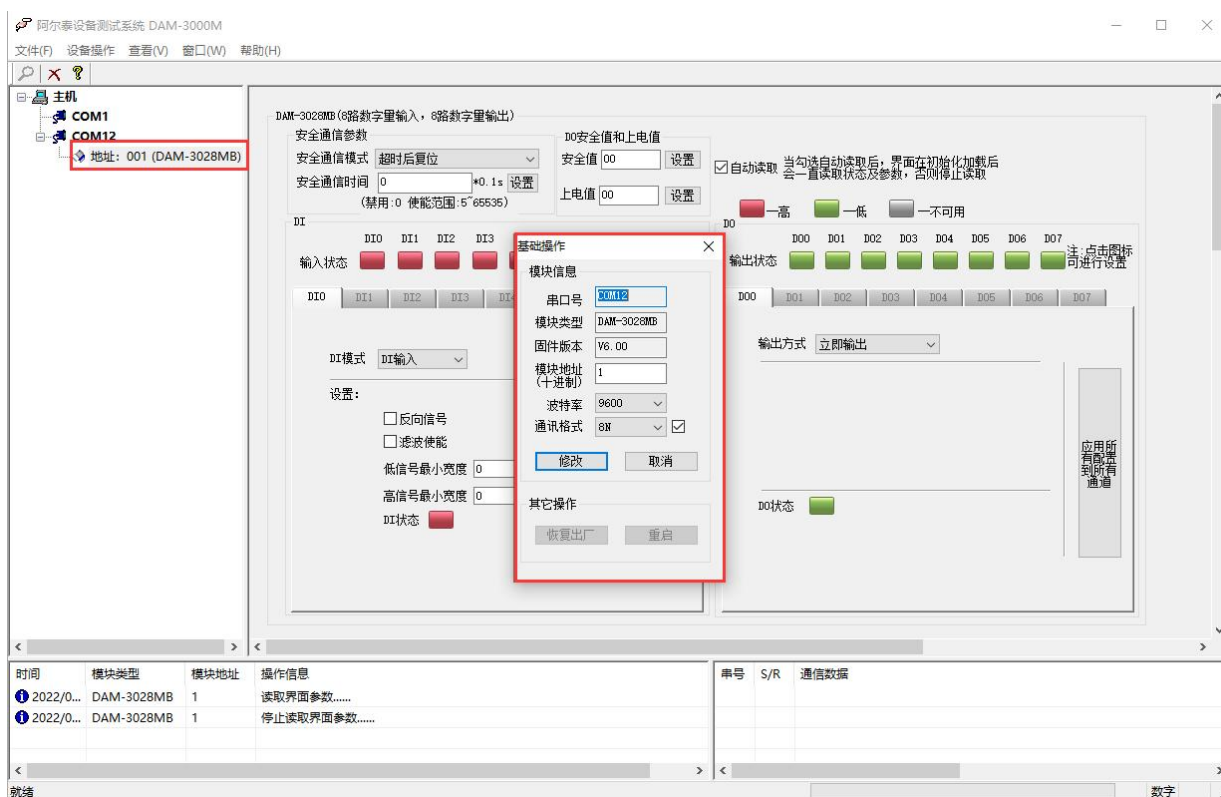 阿尔泰设备测试系统 DAM-3000M
文件(F) 设备操作 查看(V) 窗口(W) 帮助(H)
主机
COM1
COM12
地址：001 (DAM-3028MB)
DAM-3028MB(8路数字量输入，8路数字量输出)
安全通信参数
安全通信模式 超时后复位
安全通信时间 0 *0.1s 设置
(禁用:0 使能范围:5~65535)
DO安全值和上电值
安全值 00 设置
上电值 00 设置
自动读取 当勾选自动读取后，界面在初始化加载后
会一直读取状态及参数，否则停止读取
—高 —低 —不可用
DI
DI0 DI1 DI2 DI3
输入状态
DI0 DI1 DI2 DI3
DI模式 DI输入
设置：
反向信号
滤波使能
低信号最小宽度 0
高信号最小宽度 0
DI状态
基础操作
模块信息
串口号 COM12
模块类型 DAM-3028MB
固件版本 V6.00
模块地址 1
(十进制)
波特率 9600
通讯格式 8N
修改 取消
其它操作
恢复出厂 重启
DO
DO0 DO1 DO2 DO3 DO4 DO5 DO6 DO7
输出状态
注:点击图标
可进行设置
DO0 DO1 DO2 DO3 DO4 DO5 DO6 DO7
输出方式 立即输出
DO状态
应用所
有配置
到所有
通道
时间 模块类型 模块地址 操作信息
2022/0... DAM-3028MB 1 读取界面参数......
2022/0... DAM-3028MB 1 停止读取界面参数......
串号 S/R 通信数据
就绪
数字